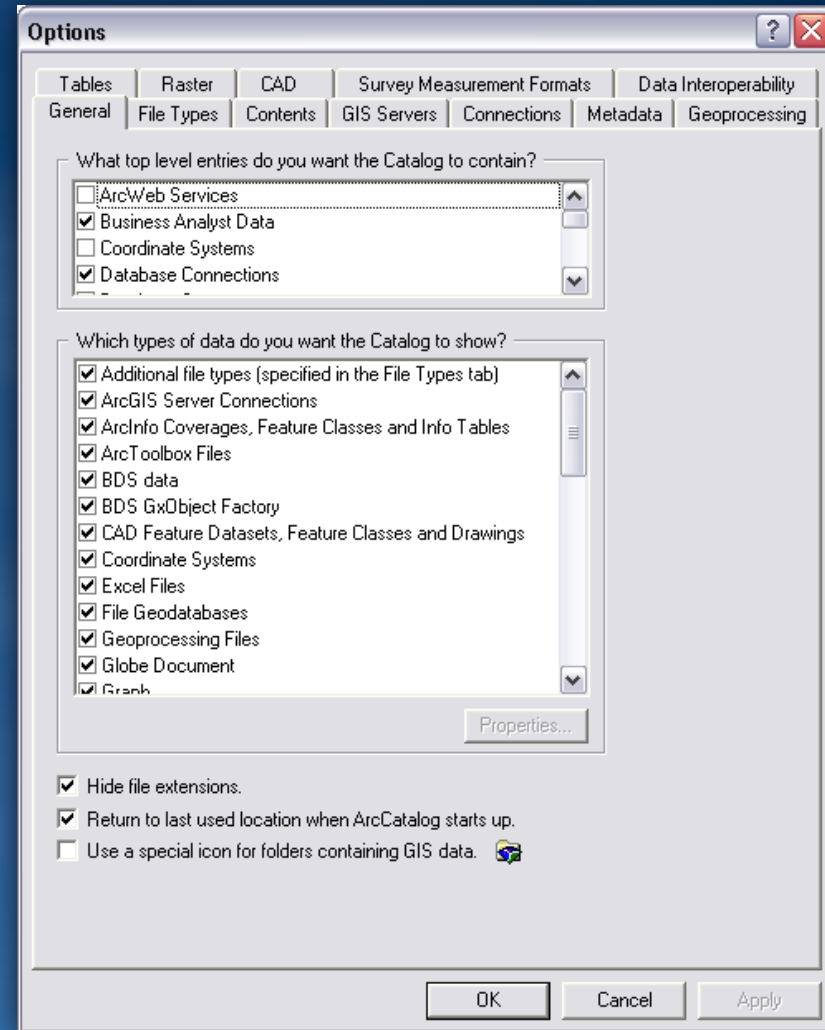 Options
Tables Raster CAD Survey Measurement Formats Data Interoperability
General File Types Contents GIS Servers Connections Metadata Geoprocessing
What top level entries do you want the Catalog to contain?
ArcWeb Services
Business Analyst Data
Coordinate Systems
Database Connections
Which types of data do you want the Catalog to show?
Additional file types (specified in the File Types tab)
ArcGIS Server Connections
ArcInfo Coverages, Feature Classes and Info Tables
ArcToolbox Files
BDS data
BDS GxObject Factory
CAD Feature Datasets, Feature Classes and Drawings
Coordinate Systems
Excel Files
File Geodatabases
Geoprocessing Files
Globe Document
Graph
Properties...
Hide file extensions.
Return to last used location when ArcCatalog starts up.
Use a special icon for folders containing GIS data.
OK Cancel Apply